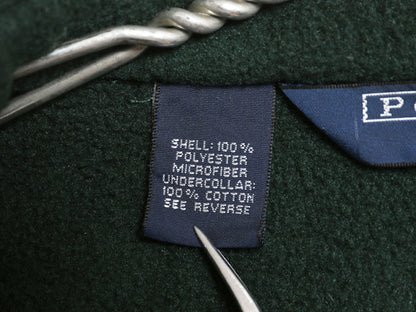 SHELL: 100%
POLYESTER
MICROFIBER
UNDERCOLLAR:
100% COTTON
SEE REVERSE
P